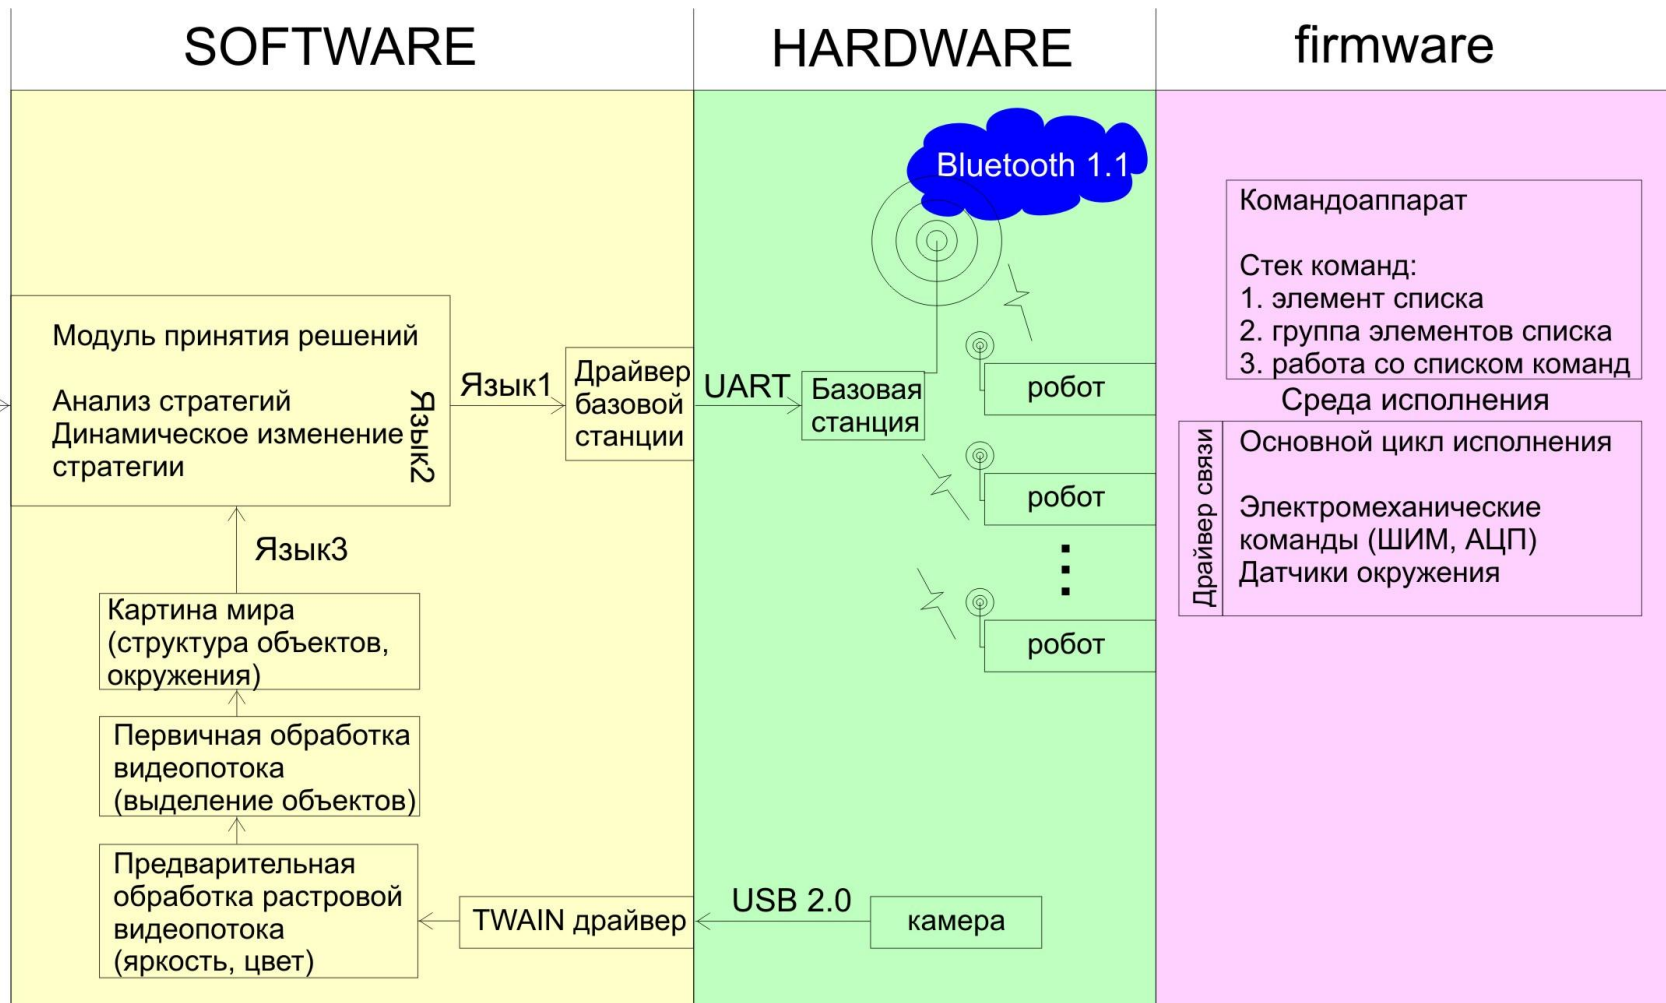 SOFTWARE
HARDWARE
firmware
Модуль принятия решений
Анализ стратегий
Динамическое изменение
стратегии
Язык2
Язык1
Драйвер
базовой
станции
Язык3
Картина мира
(структура объектов,
окружения)
Первичная обработка
видеопотока
(выделение объектов)
Предварительная
обработка растровой
видеопотока
(яркость, цвет)
TWAIN драйвер
Bluetooth 1.1
UART
Базовая
станция
робот
робот
робот
USB 2.0
камера
Командоаппарат
Стек команд:
1. элемент списка
2. группа элементов списка
3. работа со списком команд
Среда исполнения
Драйвер связи
Основной цикл исполнения
Электромеханические
команды (ШИМ, АЦП)
Датчики окружения